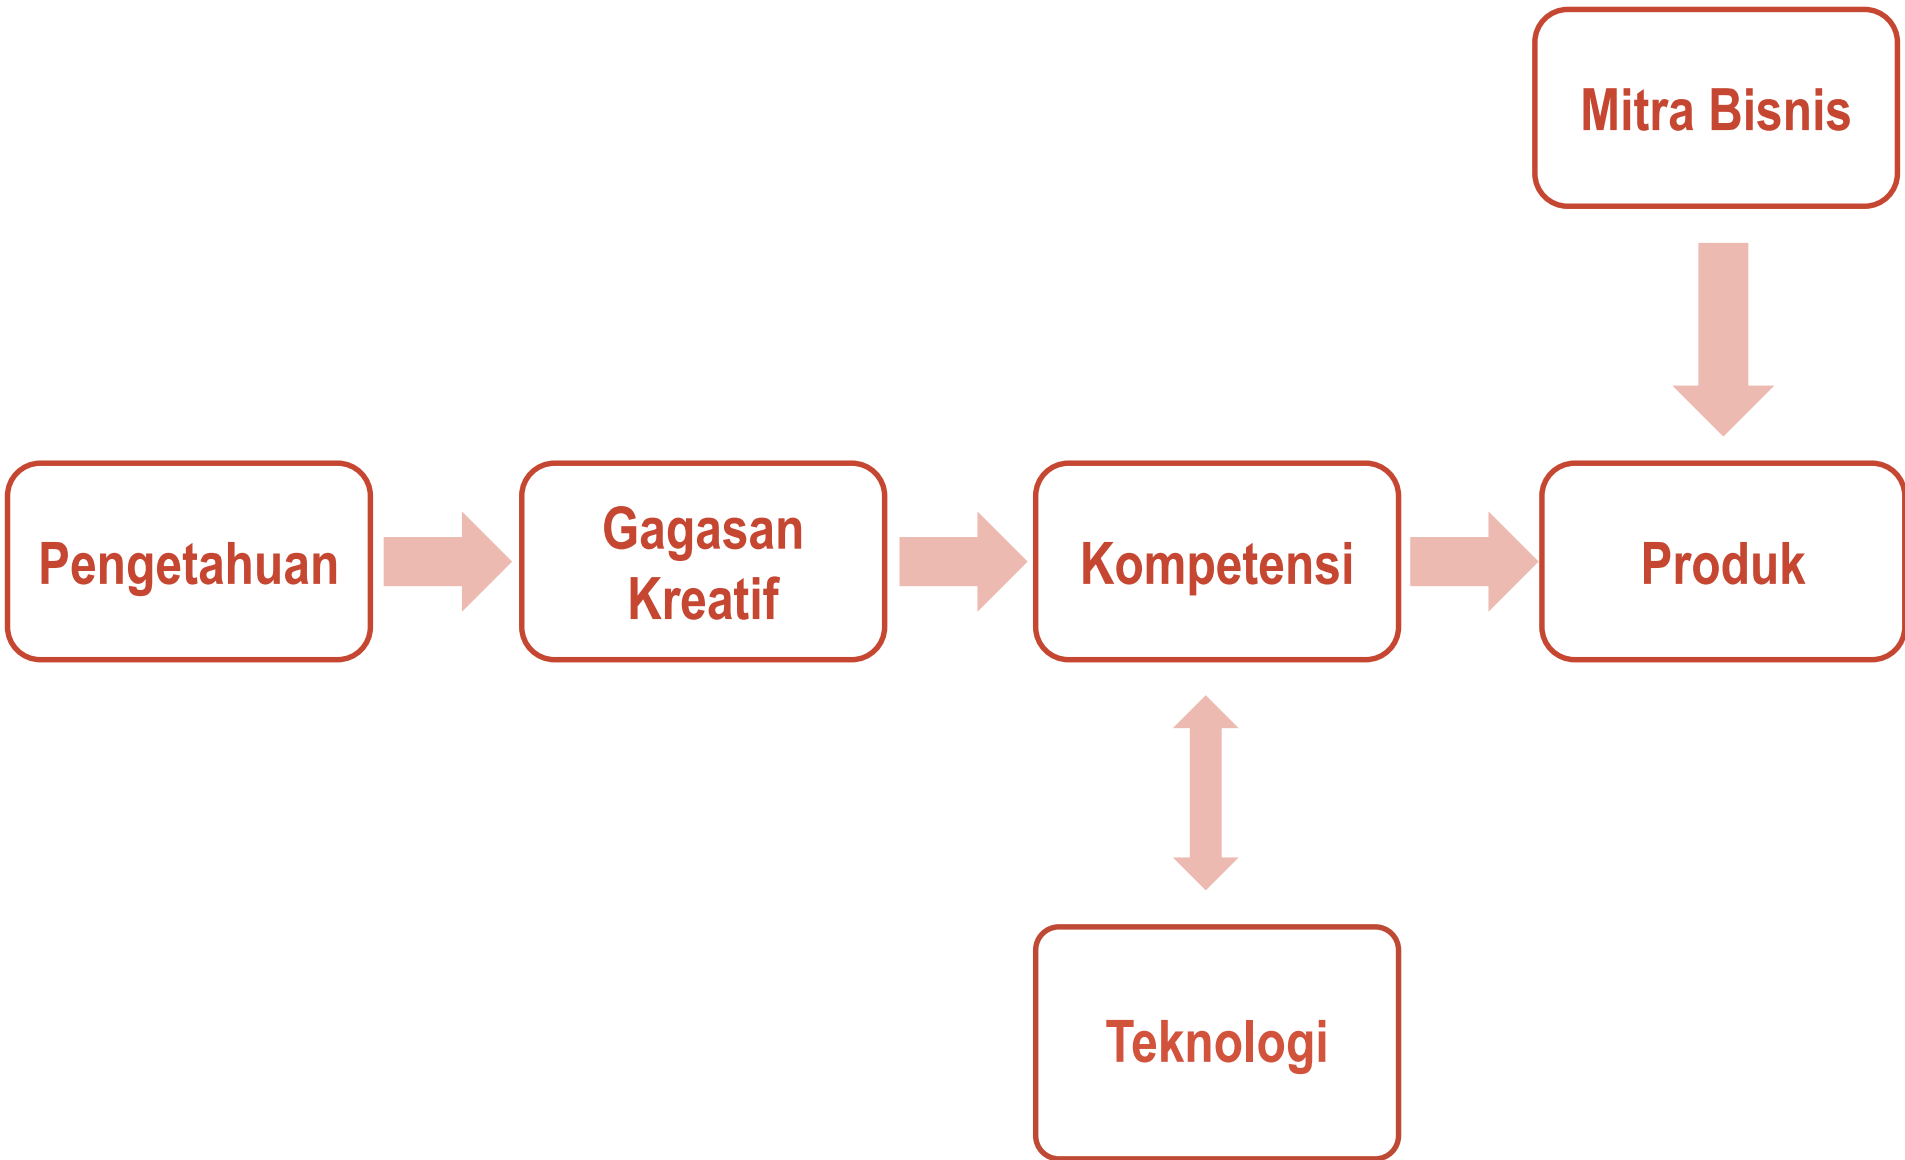 Mitra Bisnis
Pengetahuan
Gagasan
Kreatif
Kompetensi
Produk
Teknologi